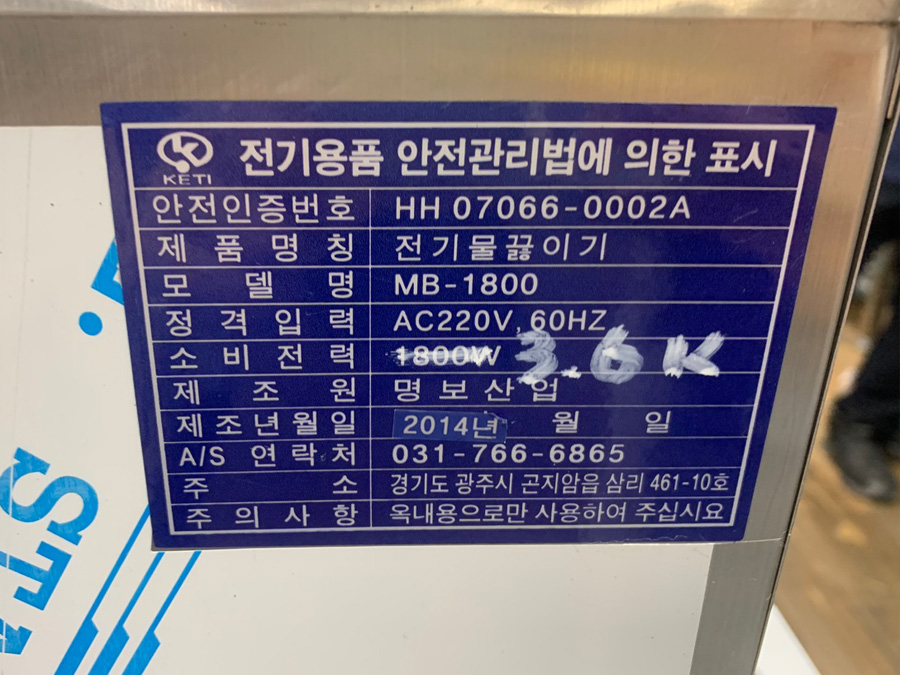 KETI 전기용품 안전관리법에 의한 표시
안전인증번호 HH 07066-0002A
제품명칭 전기물끓이기
모델명 MB-1800
정격입력 AC220V, 60HZ
소비전력 1800W 3.6K
제조원 명보산업
제조년월일 2014년 월 일
A/S 연락처 031-766-6865
주소 경기도 광주시 곤지암읍 삼리 461-10호
주의사항 옥내용으로만 사용하여 주십시요